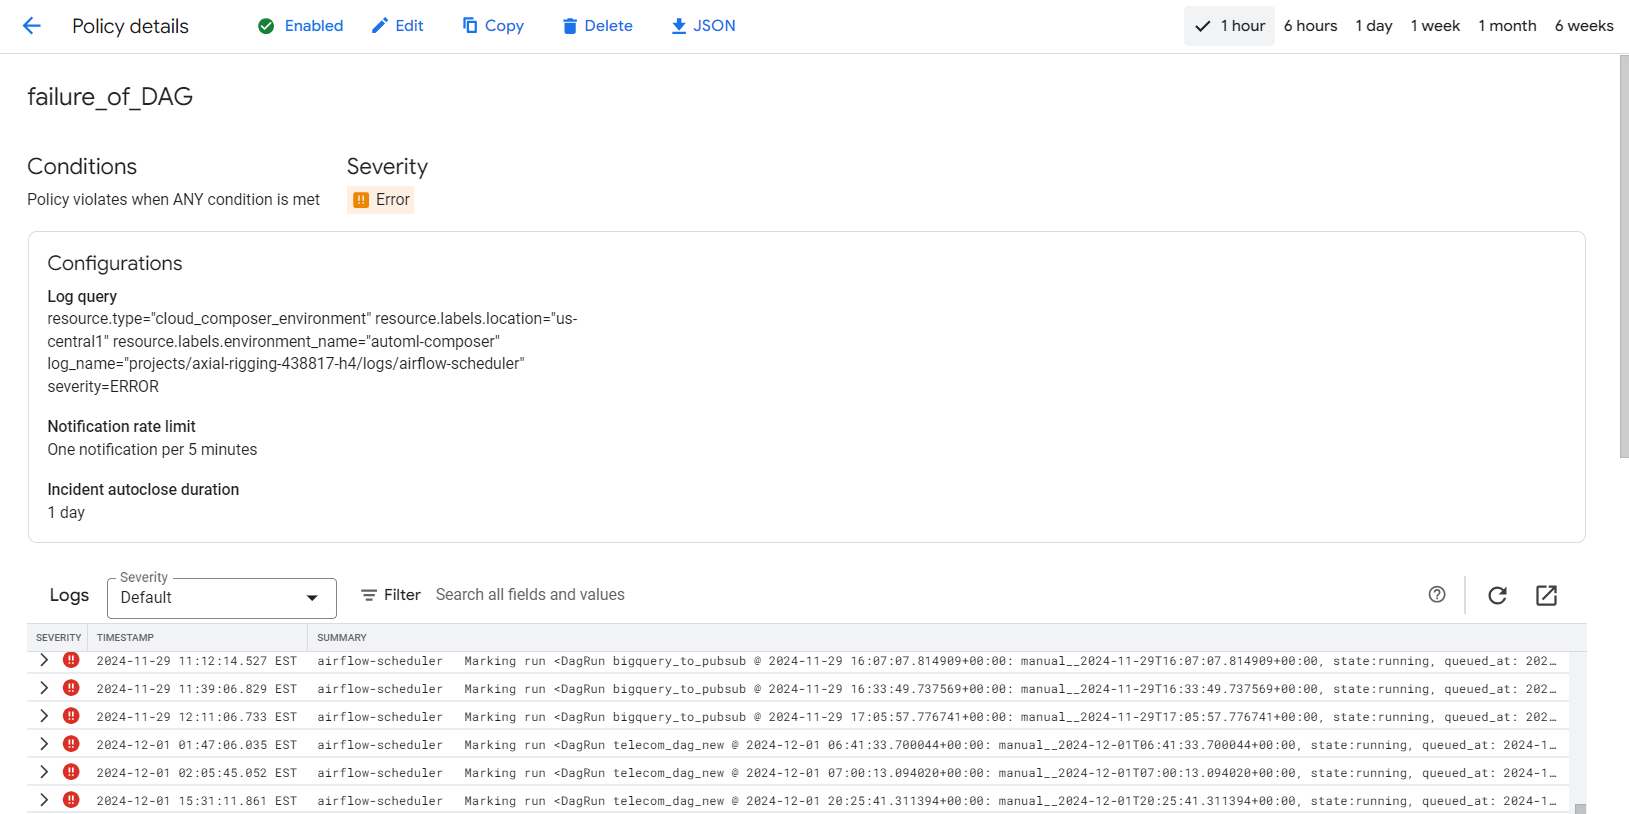 Policy details Enabled Edit Copy Delete JSON 1 hour 6 hours 1 day 1 week 1 month 6 weeks
failure_of_DAG
Conditions Severity
Policy violates when ANY condition is met Error
Configurations
Log query
resource.type="cloud_composer_environment" resource.labels.location="us-
central1" resource.labels.environment_name="automl-composer"
log_name="projects/axial-rigging-438817-h4/logs/airflow-scheduler"
severity=ERROR
Notification rate limit
One notification per 5 minutes
Incident autoclose duration
1 day
Logs Severity Default Filter Search all fields and values
SEVERITY TIMESTAMP SUMMARY
2024-11-29 11:12:14.527 EST airflow-scheduler Marking run <DagRun bigquery_to_pubsub @ 2024-11-29 16:07:07.814909+00:00: manual__2024-11-29T16:07:07.814909+00:00, state:running, queued_at: 202…
2024-11-29 11:39:06.829 EST airflow-scheduler Marking run <DagRun bigquery_to_pubsub @ 2024-11-29 16:33:49.737569+00:00: manual__2024-11-29T16:33:49.737569+00:00, state:running, queued_at: 202…
2024-11-29 12:11:06.733 EST airflow-scheduler Marking run <DagRun bigquery_to_pubsub @ 2024-11-29 17:05:57.776741+00:00: manual__2024-11-29T17:05:57.776741+00:00, state:running, queued_at: 202…
2024-12-01 01:47:06.035 EST airflow-scheduler Marking run <DagRun telecom_dag_new @ 2024-12-01 06:41:33.700044+00:00: manual__2024-12-01T06:41:33.700044+00:00, state:running, queued_at: 2024-1…
2024-12-01 02:05:45.052 EST airflow-scheduler Marking run <DagRun telecom_dag_new @ 2024-12-01 07:00:13.094020+00:00: manual__2024-12-01T07:00:13.094020+00:00, state:running, queued_at: 2024-1…
2024-12-01 15:31:11.861 EST airflow-scheduler Marking run <DagRun telecom_dag_new @ 2024-12-01 20:25:41.311394+00:00: manual__2024-12-01T20:25:41.311394+00:00, state:running, queued_at: 2024-1…